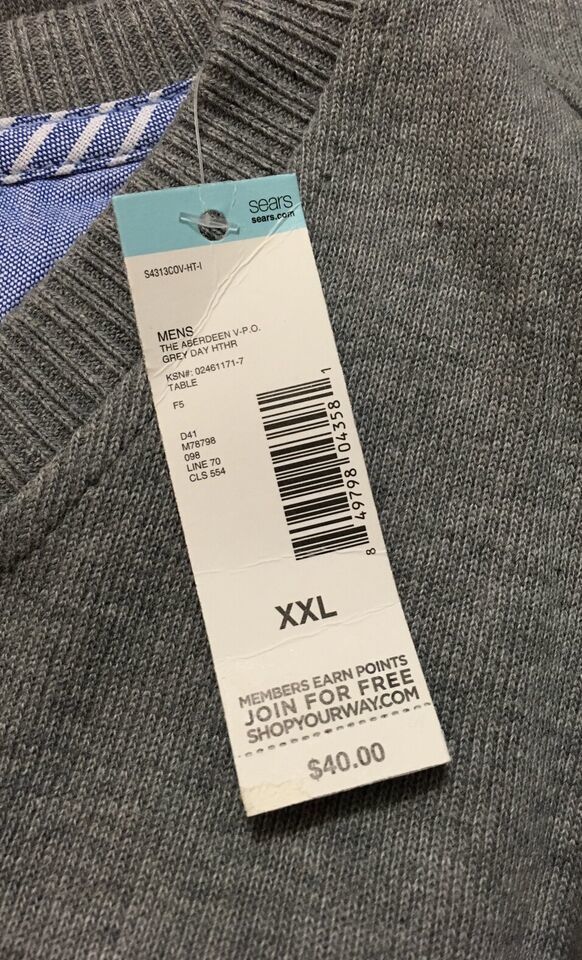 sears
sears.com
S4313COV-HT-I
MENS
THE ABERDEEN V-P.O.
GREY DAY HTHR
KSN#: 02461171-7
TABLE
F5
D41
M78798
098
LINE 70
CLS 554
8 49798 04358 1
XXL
MEMBERS EARN POINTS
JOIN FOR FREE
SHOPYOURWAY.COM
$40.00